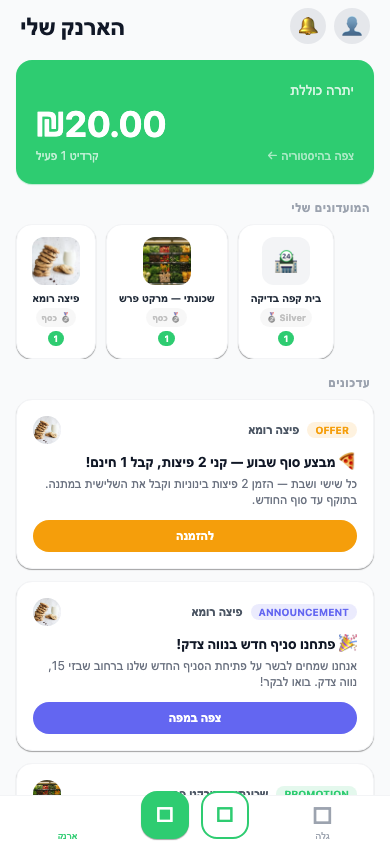 הארנק שלי
יתרה כוללת
₪20.00
צפה בהיסטוריה ←
קרדיט 1 פעיל
המועדונים שלי
24
בית קפה בדיקה
Silver
1
שכונתי — מרקט פרש
כסף
1
פיצה רומא
כסף
1
עדכונים
OFFER פיצה רומא
🍕 מבצע סוף שבוע — קני 2 פיצות, קבל 1 חינם!
כל שישי ושבת — הזמן 2 פיצות בינוניות וקבל את השלישית במתנה.
בתוקף עד סוף החודש.
להזמנה
ANNOUNCEMENT פיצה רומא
🎉 פתחנו סניף חדש בנווה צדק!
אנחנו שמחים לבשר על פתיחת הסניף החדש שלנו ברחוב שבזי 15,
נווה צדק. בואו לבקר!
צפה במפה
PROMOTION
גלה
ארנק